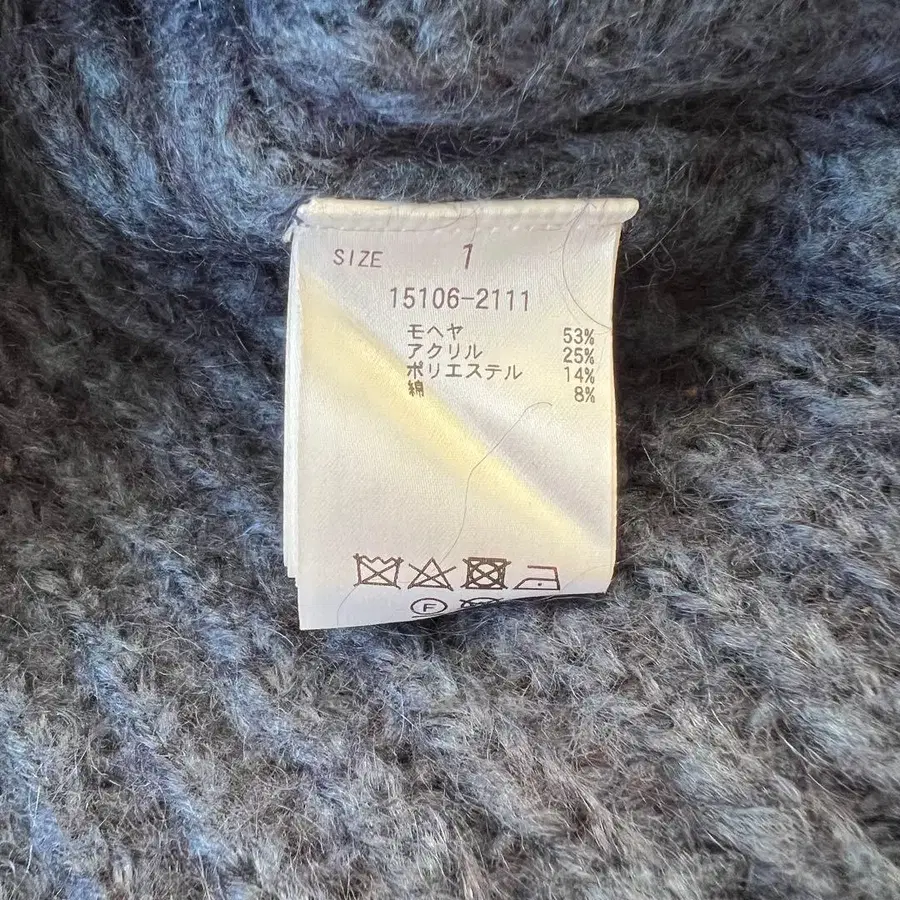 SIZE 1
15106-2111
モヘヤ 53%
アクリル 25%
ポリエステル 14%
綿 8%
F